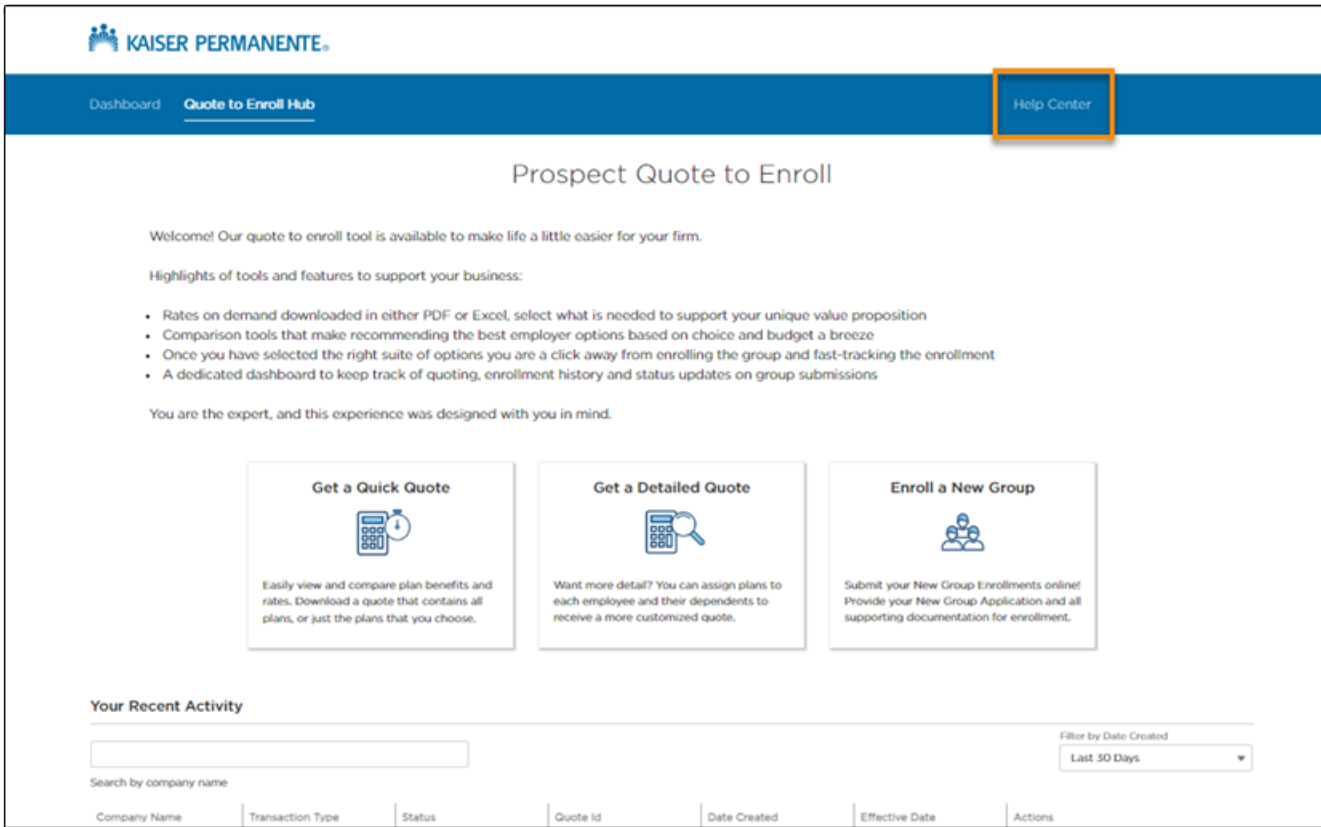 KAISER PERMANENTE®
Dashboard Quote to Enroll Hub Help Center
Prospect Quote to Enroll
Welcome! Our quote to enroll tool is available to make life a little easier for your firm.
Highlights of tools and features to support your business:
• Rates on demand downloaded in either PDF or Excel, select what is needed to support your unique value proposition
• Comparison tools that make recommending the best employer options based on choice and budget a breeze
• Once you have selected the right suite of options you are a click away from enrolling the group and fast-tracking the enrollment
• A dedicated dashboard to keep track of quoting, enrollment history and status updates on group submissions
You are the expert, and this experience was designed with you in mind.
Get a Quick Quote
Easily view and compare plan benefits and
rates. Download a quote that contains all
plans, or just the plans that you choose.
Get a Detailed Quote
Want more detail? You can assign plans to
each employee and their dependents to
receive a more customized quote.
Enroll a New Group
Submit your New Group Enrollments online!
Provide your New Group Application and all
supporting documentation for enrollment.
Your Recent Activity
Filter by Date Created
Last 30 Days
Search by company name
Company Name Transaction Type Status Quote Id Date Created Effective Date Actions